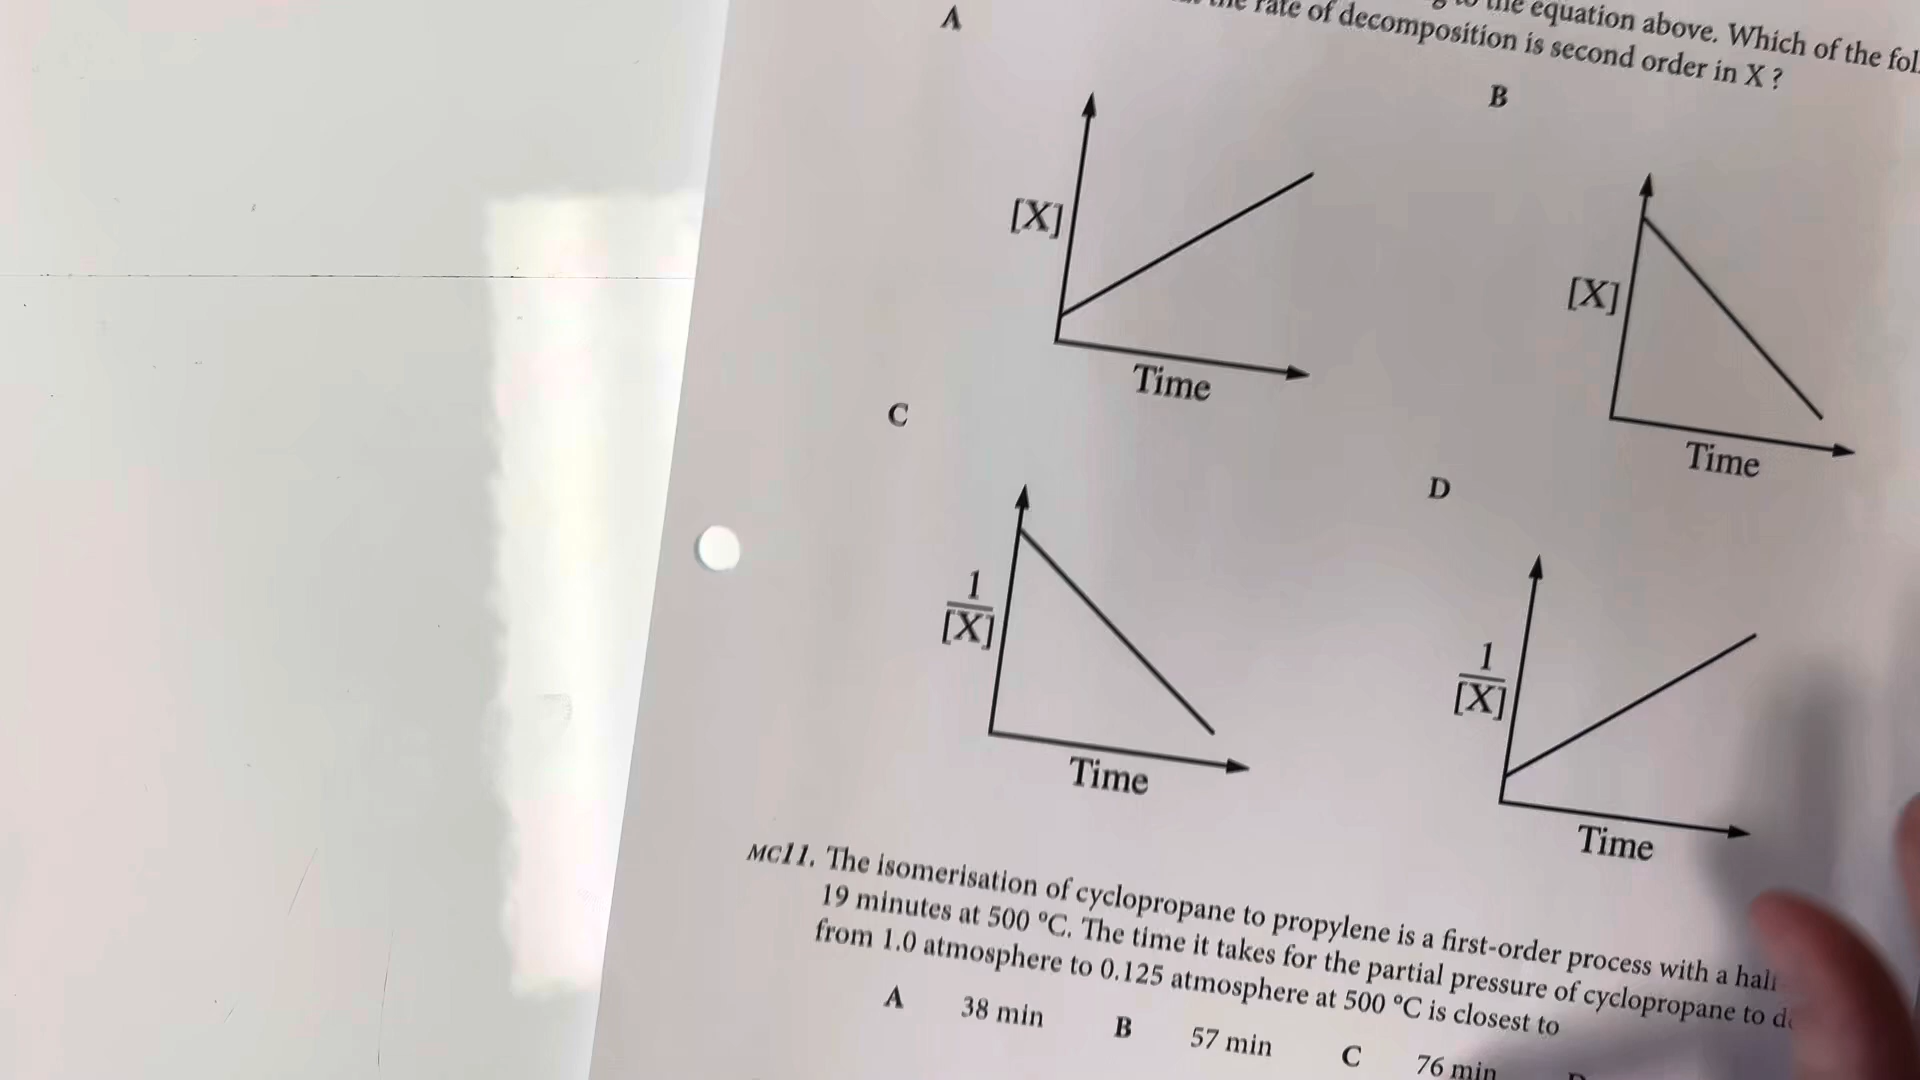 the equation above. Which of the
rate of decomposition is second order in X ?
A
B
[X]
Time
[X]
Time
C
D
1
[X]
Time
1
[X]
Time
MC11. The isomerisation of cyclopropane to propylene is a first-order process with a
19 minutes at 500 °C. The time it takes for the partial pressure of cyclopropane to
from 1.0 atmosphere to 0.125 atmosphere at 500 °C is closest to
A 38 min B 57 min C 76 min